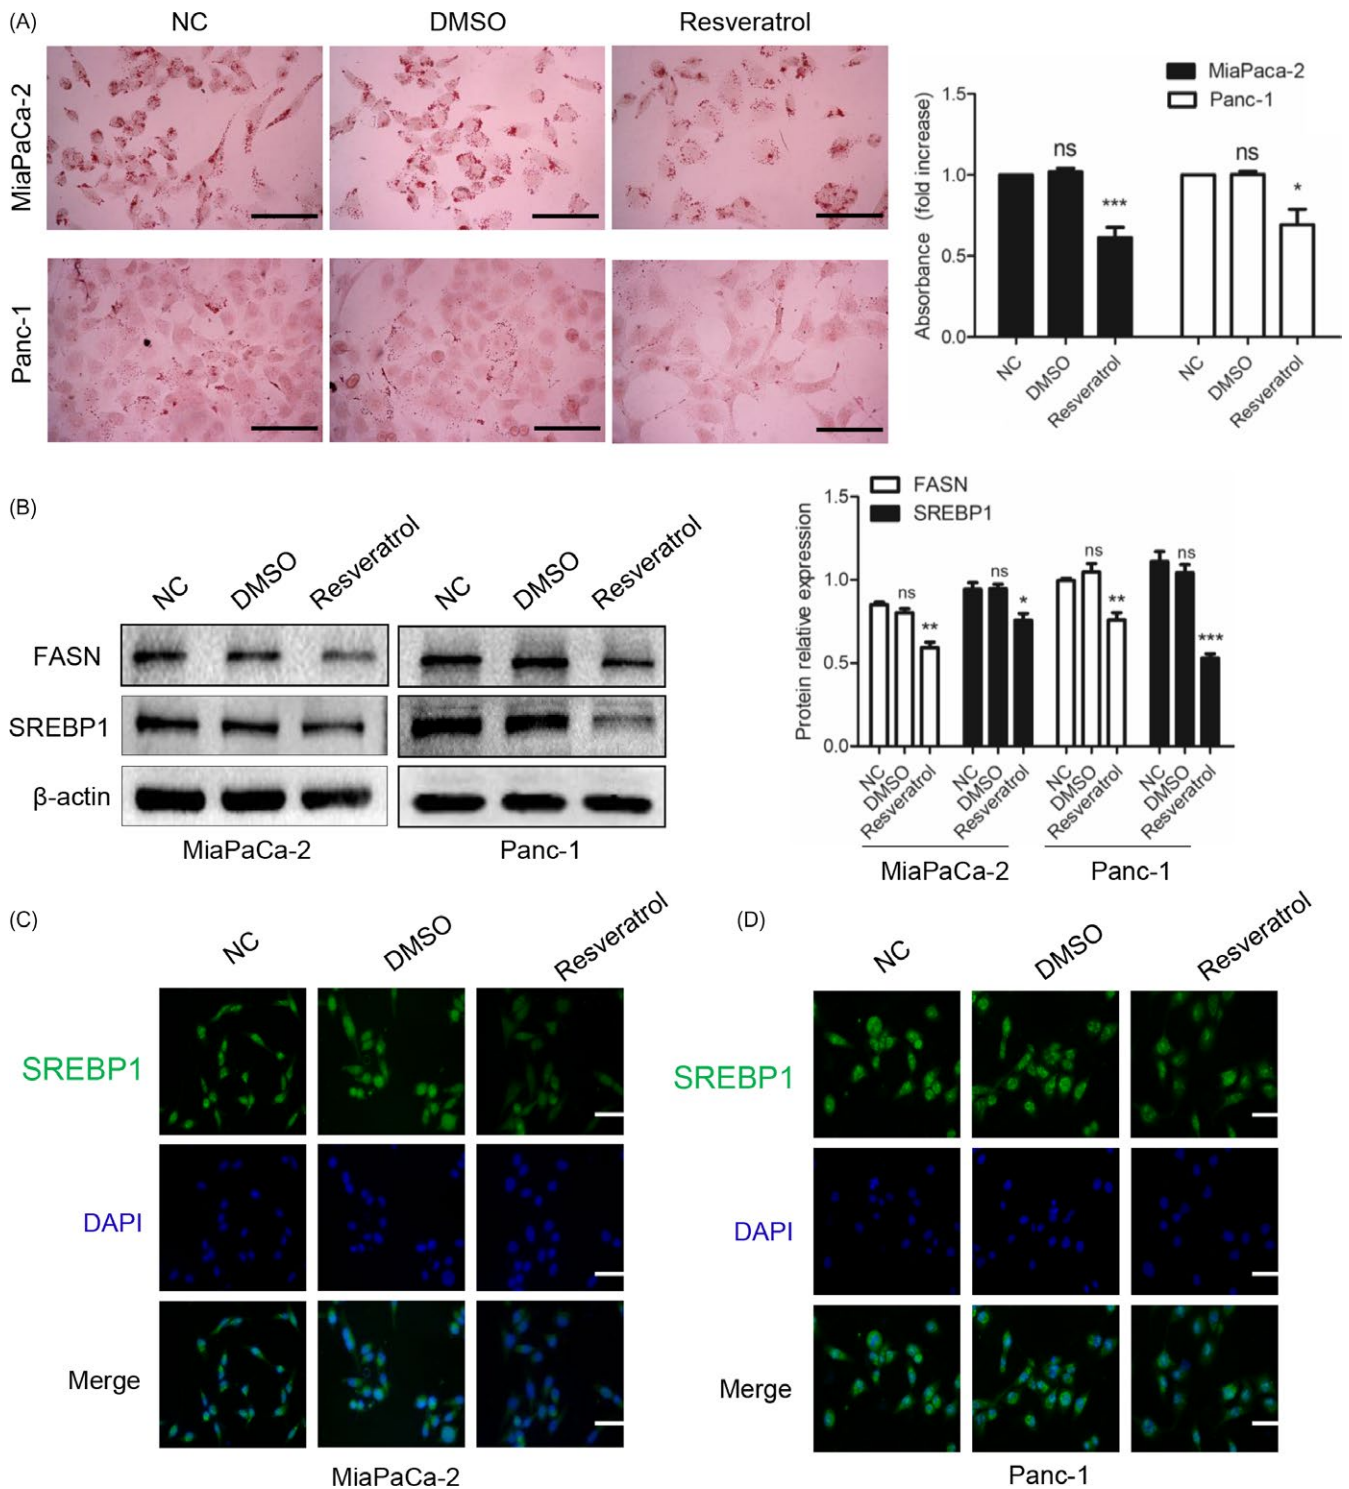 (A)
NC DMSO Resveratrol
MiaPaCa-2
Panc-1
MiaPaca-2
Panc-1
Absorbance (fold increase)
1.5
1.0
0.5
0.0
ns
***
ns
*
NC DMSO Resveratrol NC DMSO Resveratrol
(B)
NC DMSO Resveratrol NC DMSO Resveratrol
FASN
SREBP1
β-actin
MiaPaCa-2 Panc-1
FASN
SREBP1
Protein relative expression
1.5
1.0
0.5
0.0
ns
**
ns
*
ns
**
ns
***
NC DMSO Resveratrol NC DMSO Resveratrol NC DMSO Resveratrol NC DMSO Resveratrol
MiaPaCa-2 Panc-1
(C)
NC DMSO Resveratrol
SREBP1
DAPI
Merge
MiaPaCa-2
(D)
NC DMSO Resveratrol
SREBP1
DAPI
Merge
Panc-1